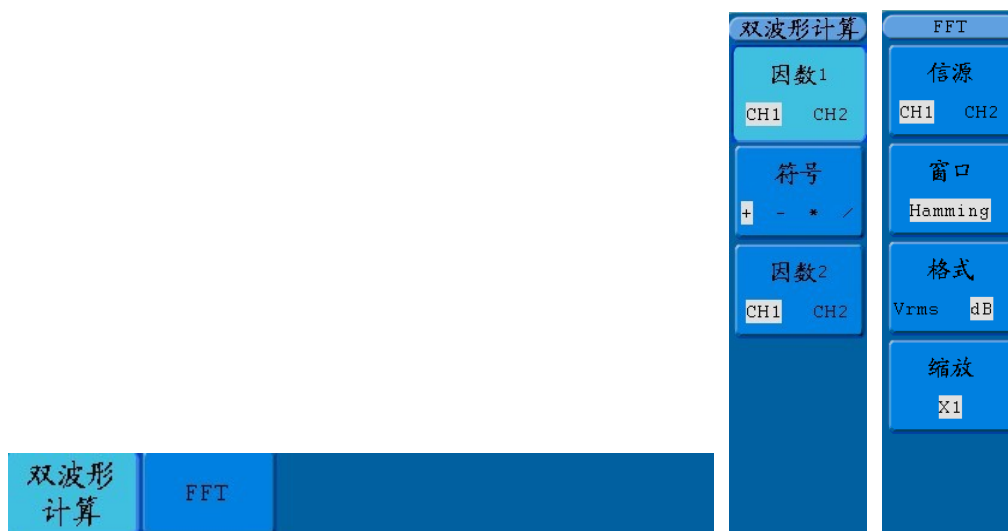 双波形计算
因数1
CH1 CH2
符号
+ - * /
因数2
CH1 CH2
FFT
信源
CH1 CH2
窗口
Hamming
格式
Vrms dB
缩放
X1
双波形
计算
FFT